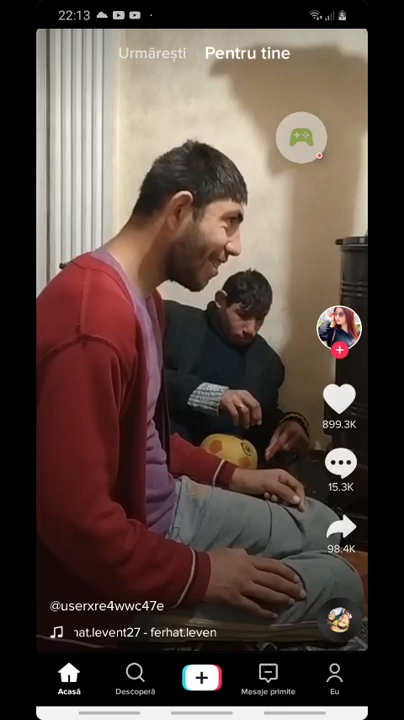 22:13
Urmărești Pentru tine
899.3K
15.3K
98.4K
@userxre4wwc47e
ıat.levent27 - ferhat.leven
Acasă Descoperă Mesaje primite Eu